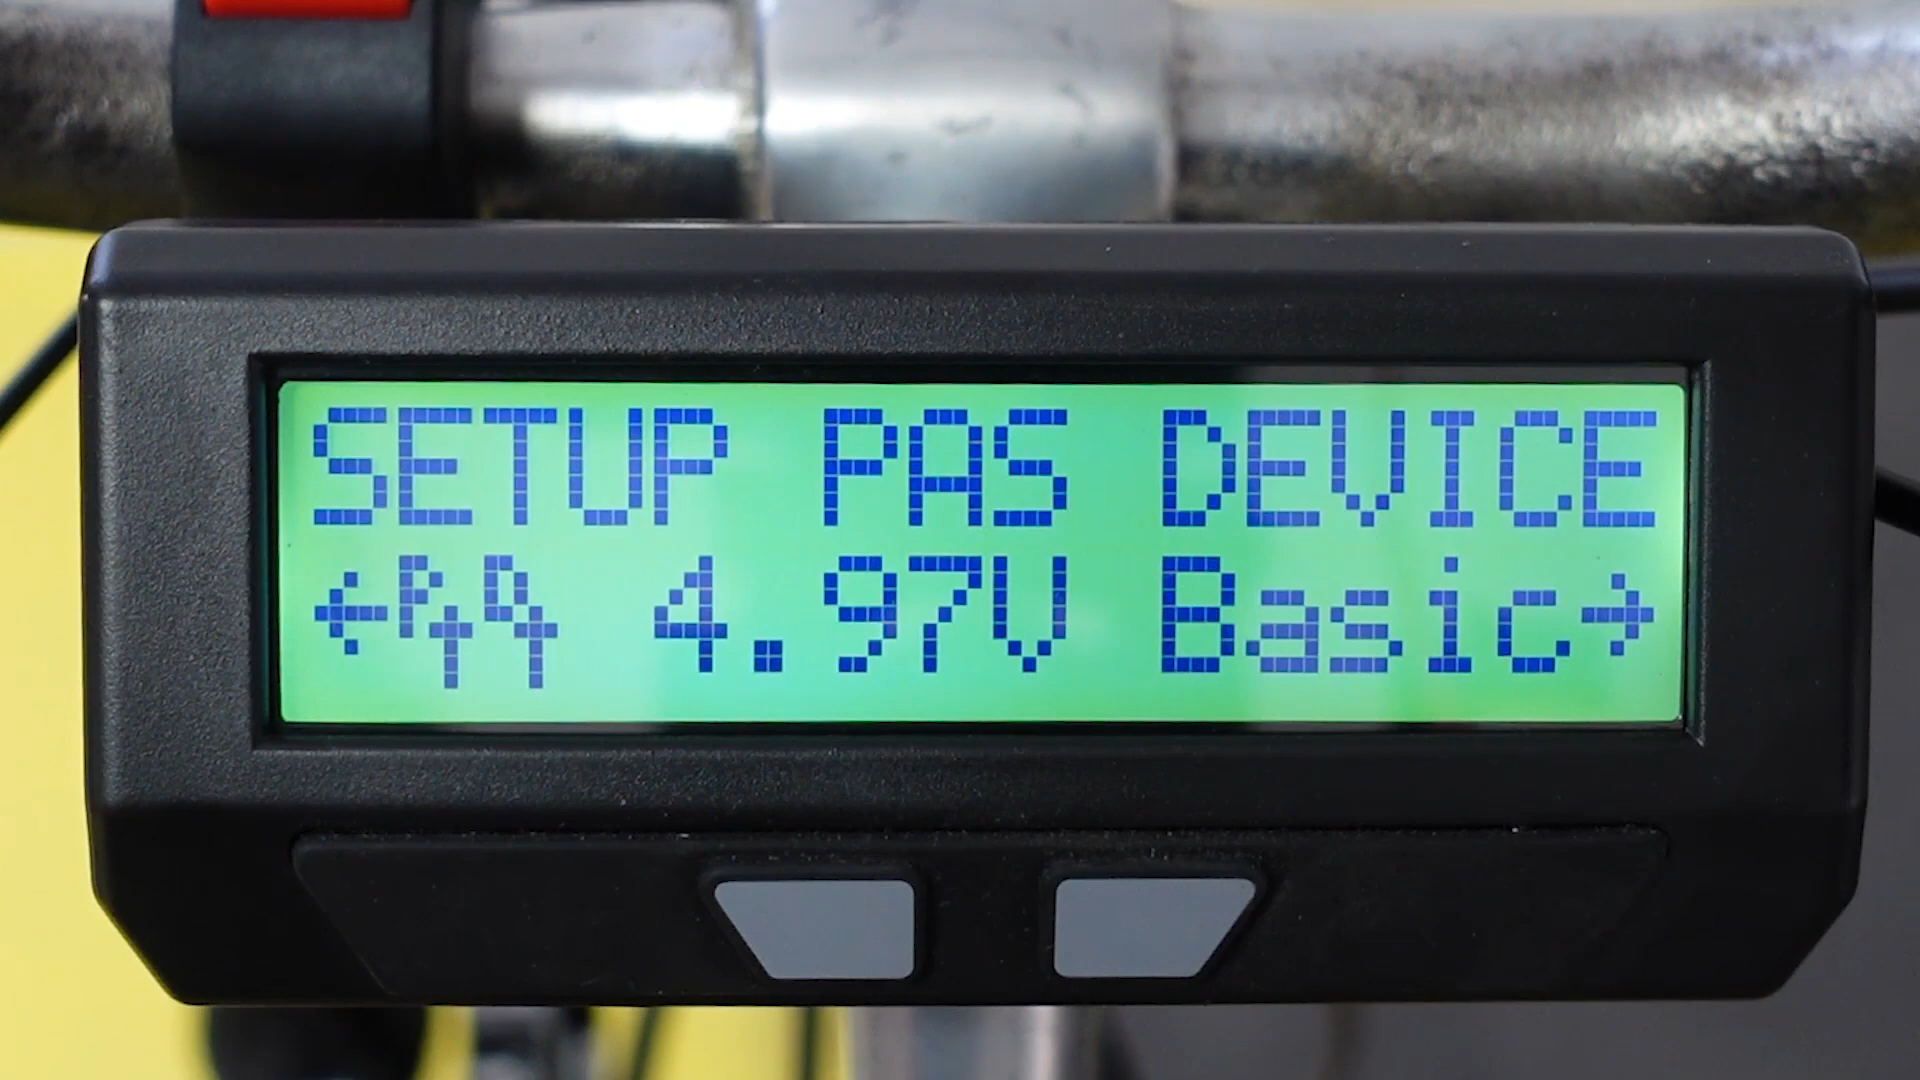 SETUP PAS DEVICE
← P↑ D↓ 4.97V Basic→